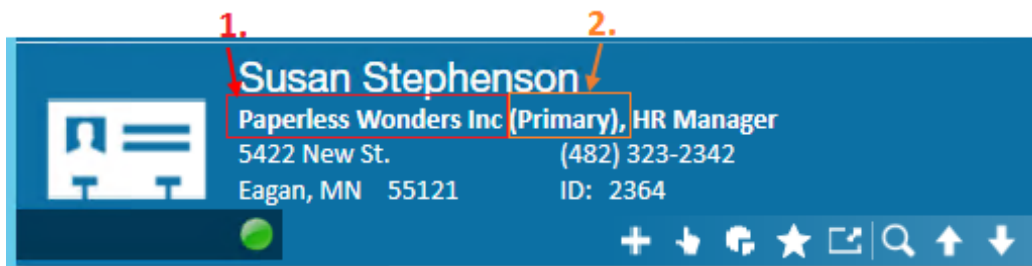 1. 2.
Susan Stephenson
Paperless Wonders Inc (Primary), HR Manager
5422 New St. (482) 323-2342
Eagan, MN 55121 ID: 2364